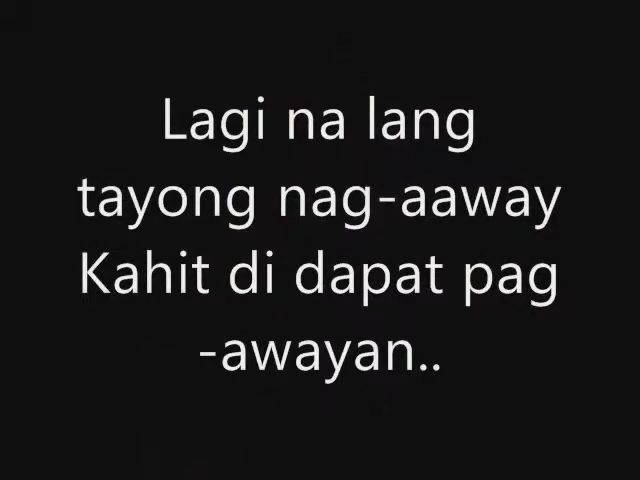 Lagi na lang
tayong nag-aaway
Kahit di dapat pag
-awayan..